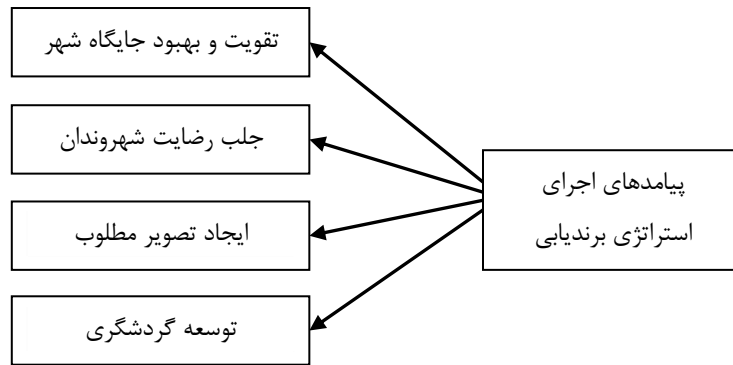 پیامدهای اجرای
استراتژی برندیابی
تقویت و بهبود جایگاه شهر
جلب رضایت شهروندان
ایجاد تصویر مطلوب
توسعه گردشگری